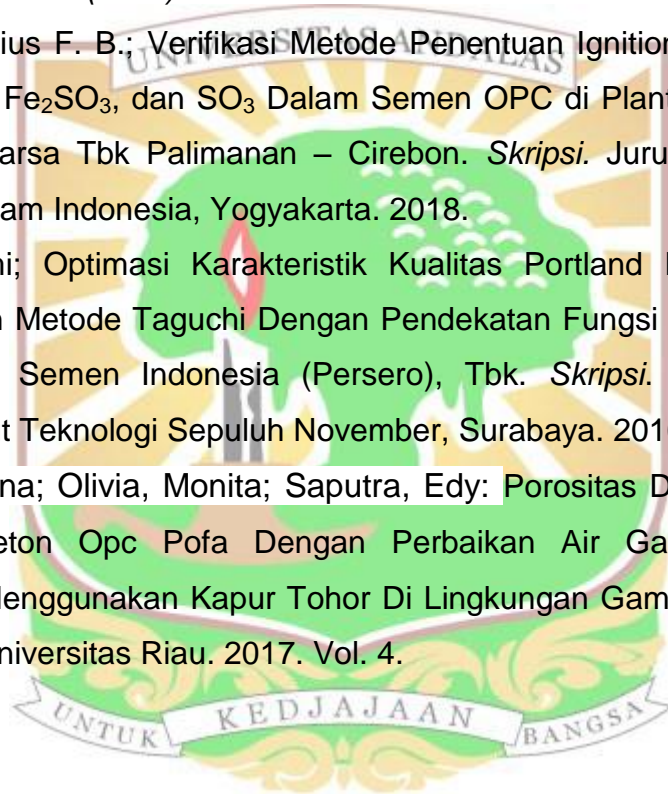 ius F. B.; Verifikasi Metode Penentuan Ignition
UNIVERSITAS ANDALAS
Fe₂SO₃, dan SO₃ Dalam Semen OPC di Plant
arsa Tbk Palimanan – Cirebon. Skripsi. Juru
am Indonesia, Yogyakarta. 2018.
ni; Optimasi Karakteristik Kualitas Portland
Metode Taguchi Dengan Pendekatan Fungsi
Semen Indonesia (Persero), Tbk. Skripsi.
t Teknologi Sepuluh November, Surabaya. 201
na; Olivia, Monita; Saputra, Edy: Porositas D
eton Opc Pofa Dengan Perbaikan Air Ga
Menggunakan Kapur Tohor Di Lingkungan Gam
niversitas Riau. 2017. Vol. 4.
UNTUK KEDJAJAAN BANGSA